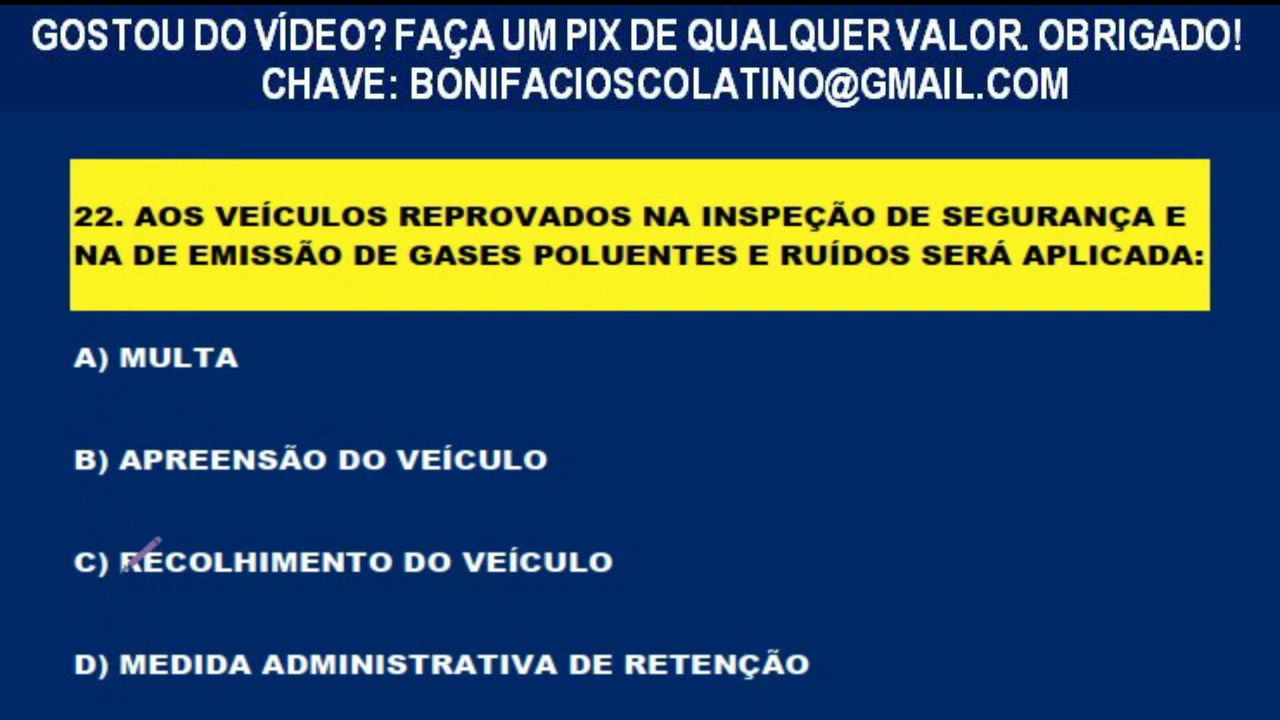 GOSTOU DO VÍDEO? FAÇA UM PIX DE QUALQUER VALOR. OBRIGADO!
CHAVE: BONIFACIOSCOLATINO@GMAIL.COM
22. AOS VEÍCULOS REPROVADOS NA INSPEÇÃO DE SEGURANÇA E
NA DE EMISSÃO DE GASES POLUENTES E RUÍDOS SERÁ APLICADA:
A) MULTA
B) APREENSÃO DO VEÍCULO
C) RECOLHIMENTO DO VEÍCULO
D) MEDIDA ADMINISTRATIVA DE RETENÇÃO